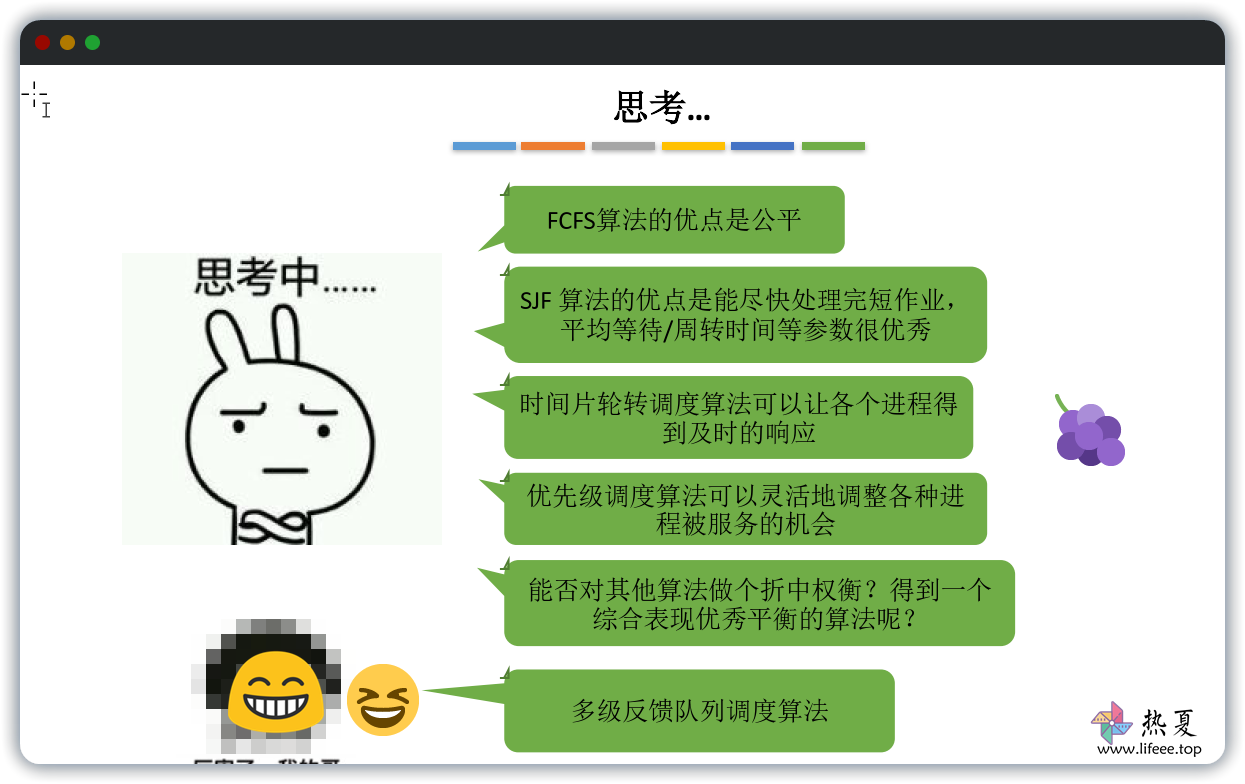 思考...
思考中......
FCFS算法的优点是公平
SJF 算法的优点是能尽快处理完短作业，
平均等待/周转时间等参数很优秀
时间片轮转调度算法可以让各个进程得
到及时的响应
优先级调度算法可以灵活地调整各种进
程被服务的机会
能否对其他算法做个折中权衡？得到一个
综合表现优秀平衡的算法呢？
多级反馈队列调度算法
热夏
www.lifeee.top